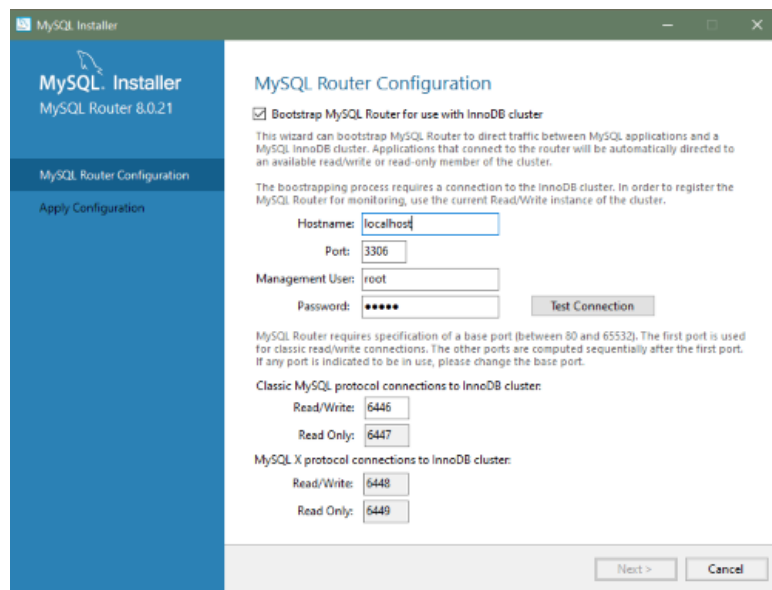 MySQL Installer
MySQL. Installer
MySQL Router 8.0.21
MySQL Router Configuration
Apply Configuration
MySQL Router Configuration
Bootstrap MySQL Router for use with InnoDB cluster
This wizard can bootstrap MySQL Router to direct traffic between MySQL applications and a
MySQL InnoDB cluster. Applications that connect to the router will be automatically directed to
an available read/write or read-only member of the cluster.
The boostrapping process requires a connection to the InnoDB cluster. In order to register the
MySQL Router for monitoring, use the current Read/Write instance of the cluster.
Hostname: localhost
Port: 3306
Management User: root
Password: •••••
Test Connection
MySQL Router requires specification of a base port (between 80 and 65532). The first port is used
for classic read/write connections. The other ports are computed sequentially after the first port.
If any port is indicated to be in use, please change the base port.
Classic MySQL protocol connections to InnoDB cluster:
Read/Write: 6446
Read Only: 6447
MySQL X protocol connections to InnoDB cluster:
Read/Write: 6448
Read Only: 6449
Next >
Cancel